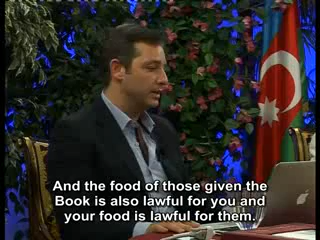 And the food of those given the
Book is also lawful for you and
your food is lawful for them.